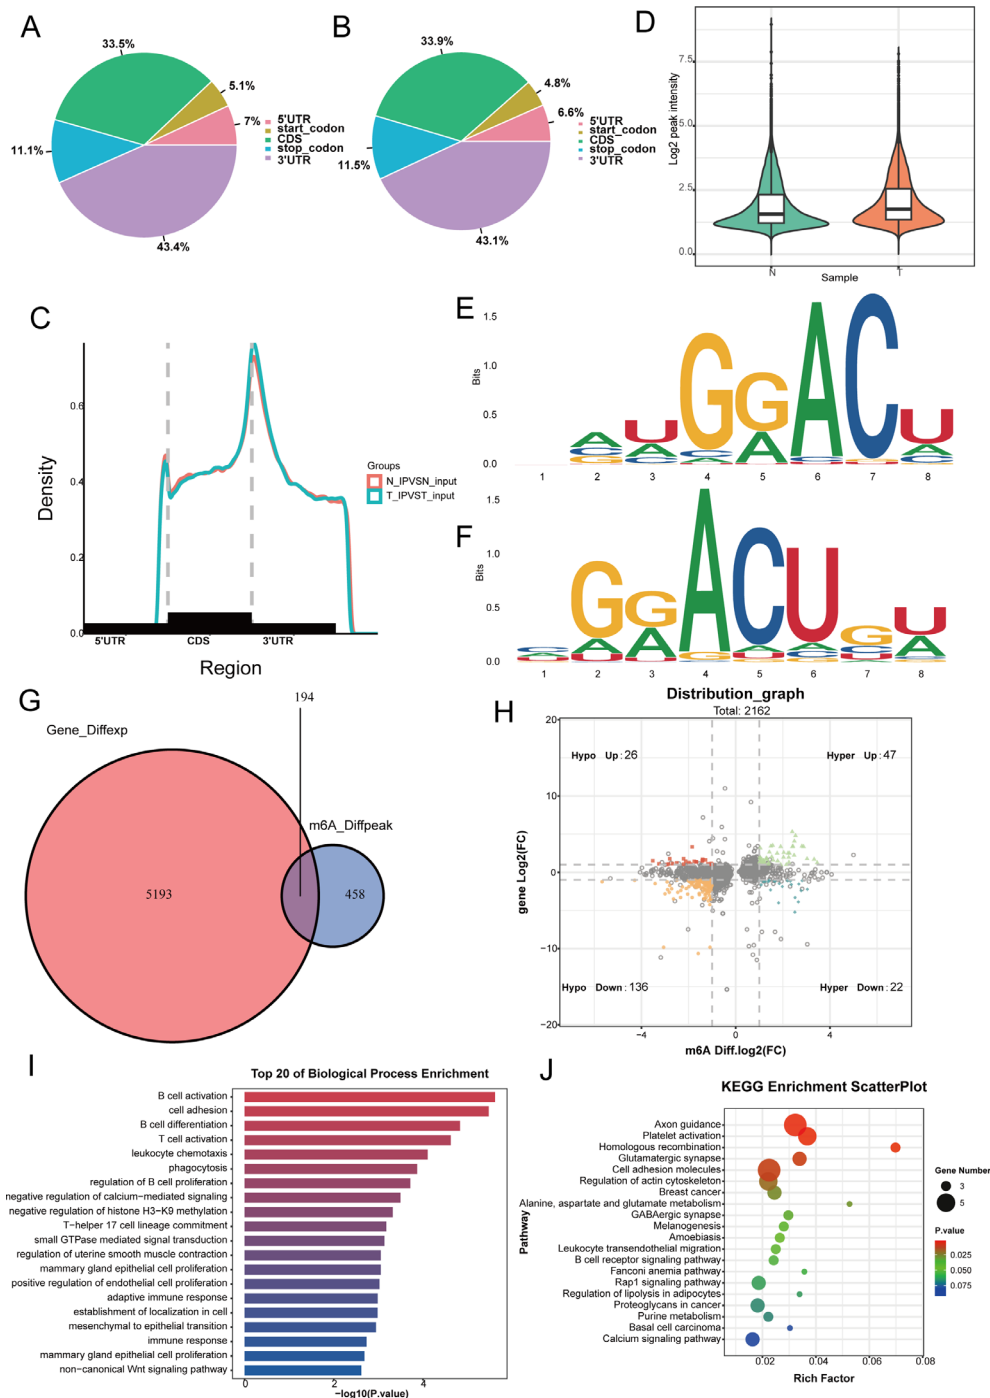 A
33.5%
5.1%
7%
11.1%
43.4%
5'UTR
start_codon
CDS
stop_codon
3'UTR
B
33.9%
4.8%
6.6%
11.5%
43.1%
5'UTR
start_codon
CDS
stop_codon
3'UTR
D
Log2 peak intensity
7.5
5.0
2.5
0.0
N
T
Sample
C
Density
0.6
0.4
0.2
0.0
5'UTR
CDS
3'UTR
Region
Groups
N_IPVSN_input
T_IPVST_input
E
Bits
1.5
1.0
0.5
0.0
1 2 3 4 5 6 7 8
F
Bits
1.5
1.0
0.5
0.0
1 2 3 4 5 6 7 8
G
194
Gene_Diffexp
m6A_Diffpeak
5193
458
H
Distribution_graph
Total: 2162
Hypo Up: 26
Hyper Up: 47
Hypo Down: 136
Hyper Down: 22
gene Log2(FC)
20
10
0
−10
−20
−4
0
4
m6A Diff.log2(FC)
I
Top 20 of Biological Process Enrichment
B cell activation
cell adhesion
B cell differentiation
T cell activation
leukocyte chemotaxis
phagocytosis
regulation of B cell proliferation
negative regulation of calcium−mediated signaling
negative regulation of histone H3−K9 methylation
T−helper 17 cell lineage commitment
small GTPase mediated signal transduction
regulation of uterine smooth muscle contraction
mammary gland epithelial cell proliferation
positive regulation of endothelial cell proliferation
adaptive immune response
establishment of localization in cell
mesenchymal to epithelial transition
immune response
mammary gland epithelial cell proliferation
non−canonical Wnt signaling pathway
0
2
4
−log10(P.value)
J
KEGG Enrichment ScatterPlot
Pathway
Axon guidance
Platelet activation
Homologous recombination
Glutamatergic synapse
Cell adhesion molecules
Regulation of actin cytoskeleton
Breast cancer
Alanine, aspartate and glutamate metabolism
GABAergic synapse
Melanogenesis
Amoebiasis
Leukocyte transendothelial migration
B cell receptor signaling pathway
Fanconi anemia pathway
Rap1 signaling pathway
Regulation of lipolysis in adipocytes
Proteoglycans in cancer
Purine metabolism
Basal cell carcinoma
Calcium signaling pathway
0.02
0.04
0.06
0.08
Rich Factor
Gene Number
3
5
P.value
0.025
0.050
0.075